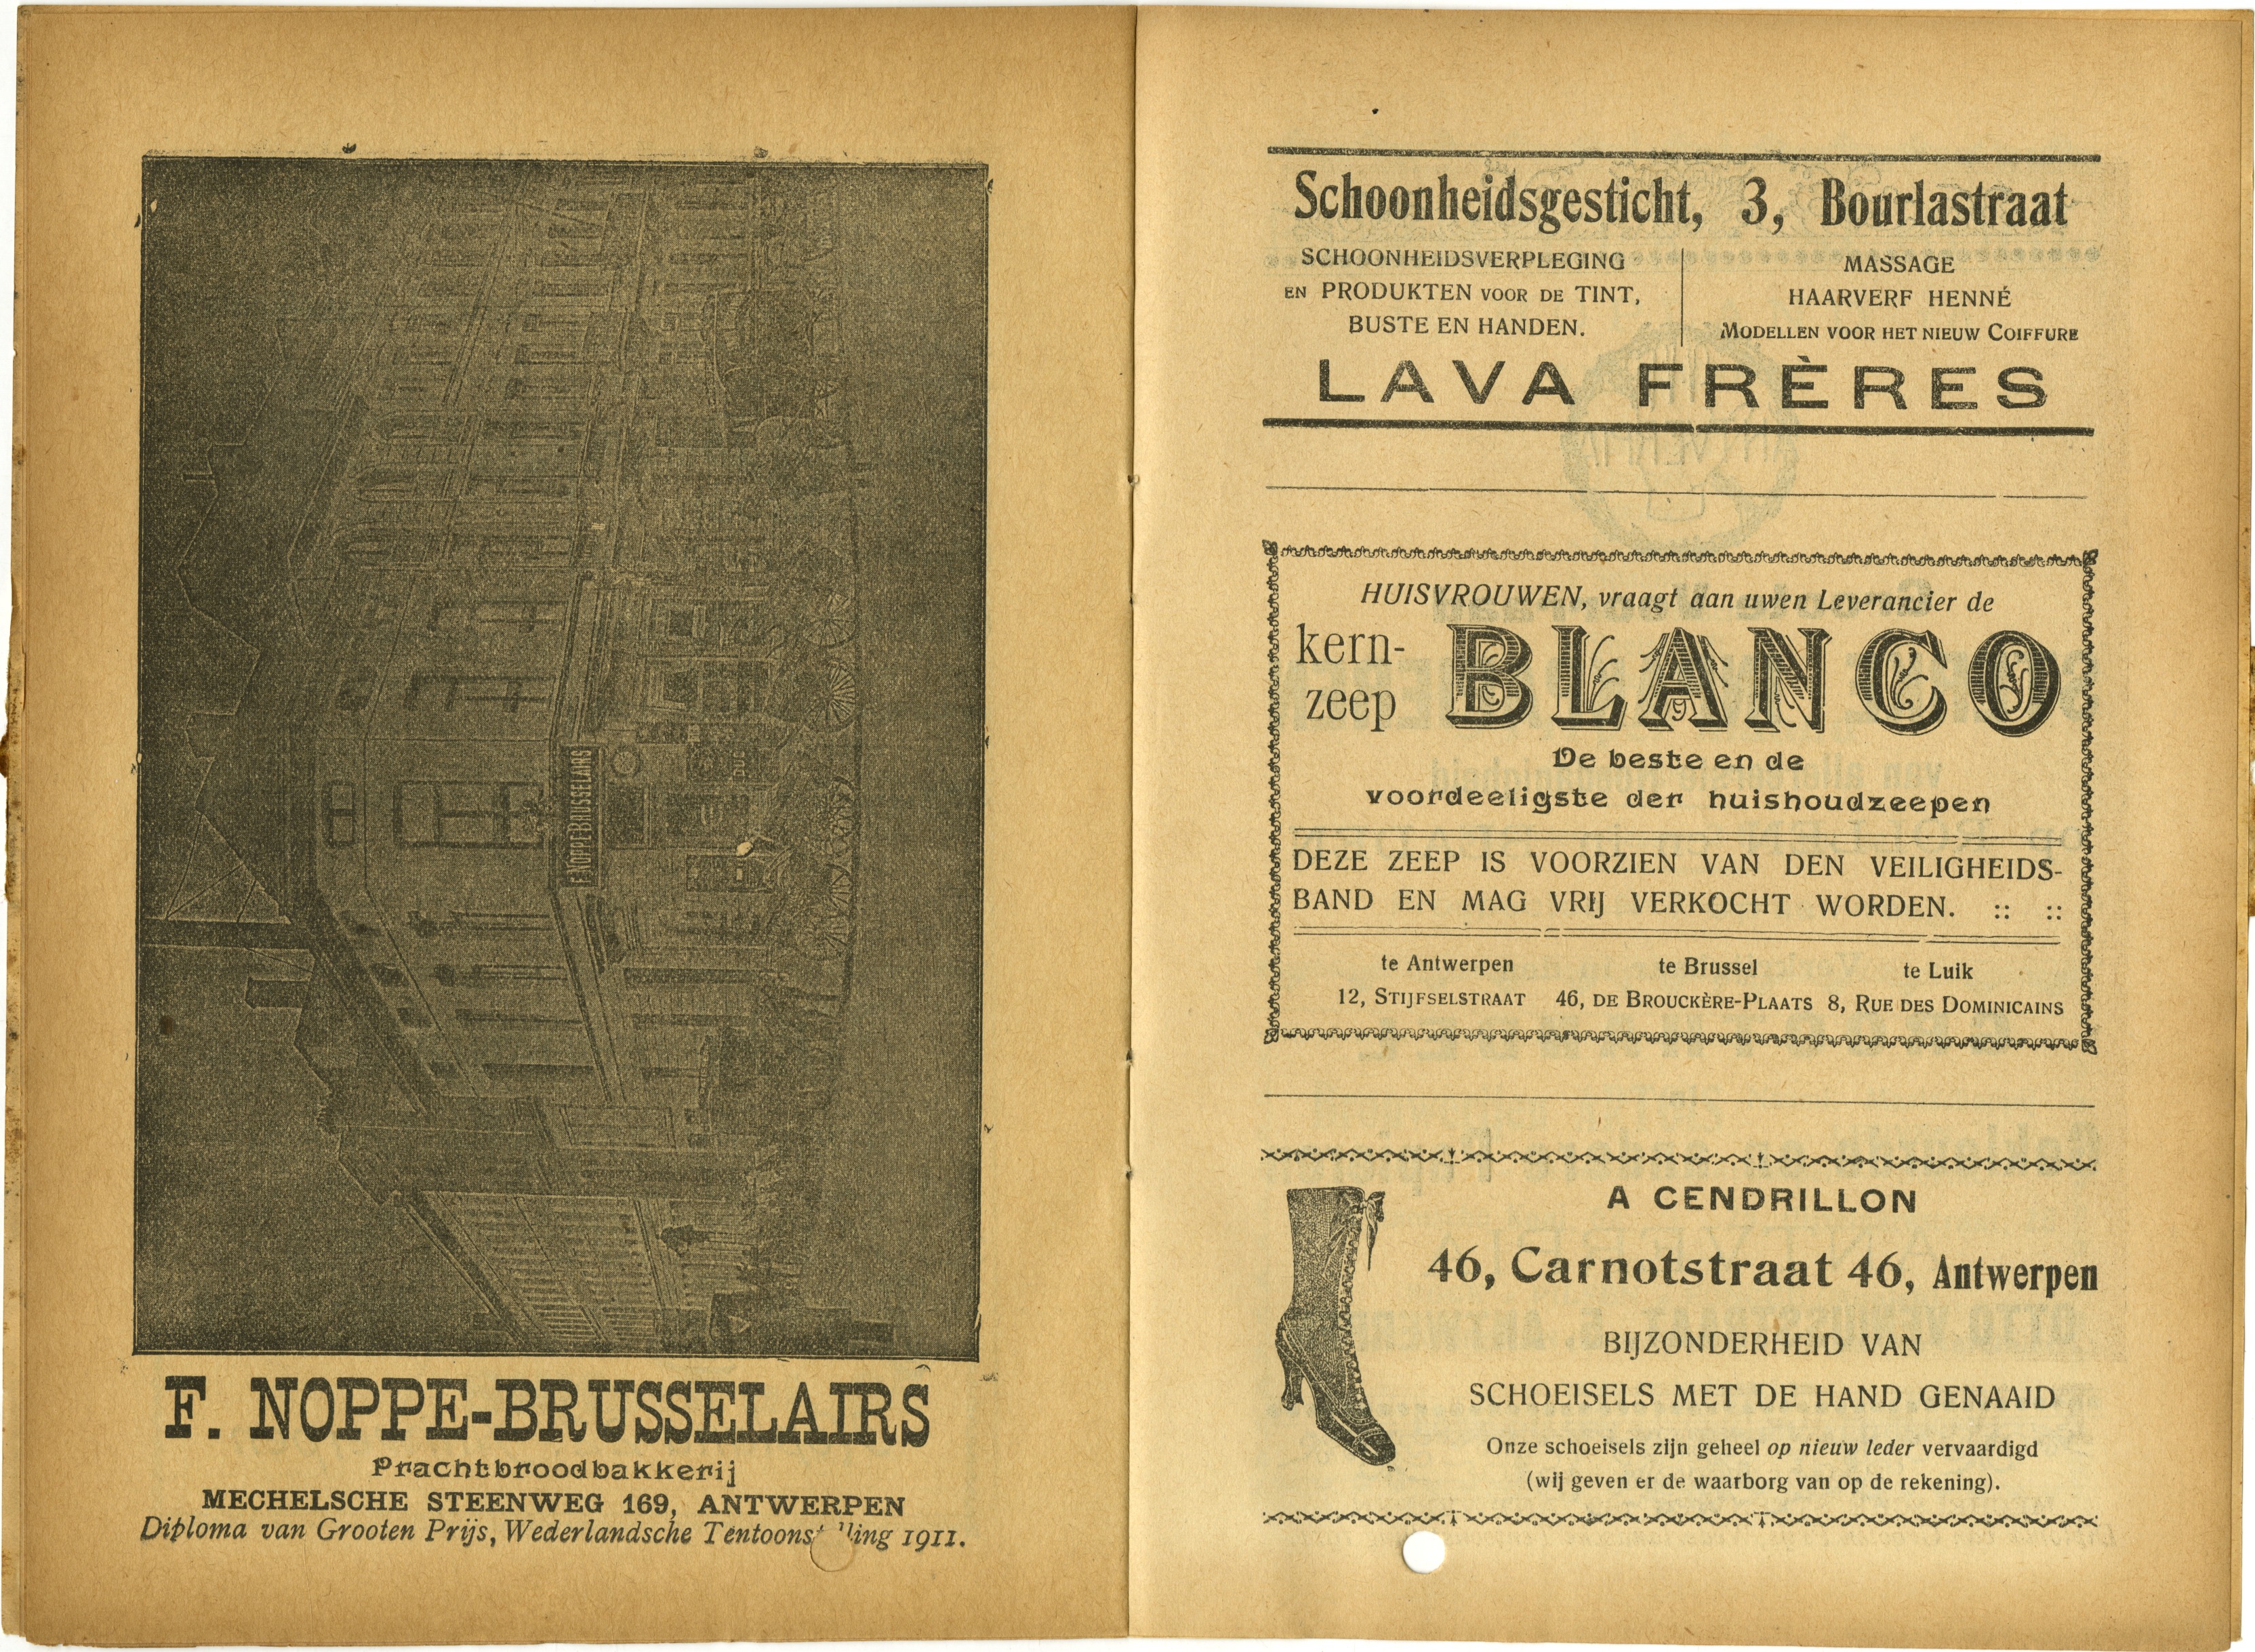 F. NOPPE-BRUSSELAIRS
F. NOPPE-BRUSSELAIRS
Prachtbroodbakkerij
MECHELSCHE STEENWEG 169, ANTWERPEN
Diploma van Grooten Prijs, Wederlandsche 1911.
Schoonheidsgesticht, 3, Bourlastraat
SCHOONHEIDSVERPLEGING
EN PRODUKTEN VOOR DE TINT,
BUSTE EN HANDEN.
MASSAGE
HAARVERF HENNÉ
MODELLEN VOOR HET NIEUW COIFFURE
LAVA FRÈRES
HUISVROUWEN, vraagt aan uwen Leverancier de
kern-
zeep BLANCO
De beste en de
voordeeligste der huishoudzeepen
DEZE ZEEP IS VOORZIEN VAN DEN VEILIGHEIDS-
BAND EN MAG VRIJ VERKOCHT WORDEN. :: ::
te Antwerpen te Brussel te Luik
12, STIJFSELSTRAAT 46, DE BROUCKÈRE-PLAATS 8, RUE DES DOMINICAINS
A CENDRILLON
46, Carnotstraat 46, Antwerpen
BIJZONDERHEID VAN
SCHOEISELS MET DE HAND GENAAID
Onze schoeisels zijn geheel op nieuw leder vervaardigd
(wij geven er de waarborg van op de rekening).